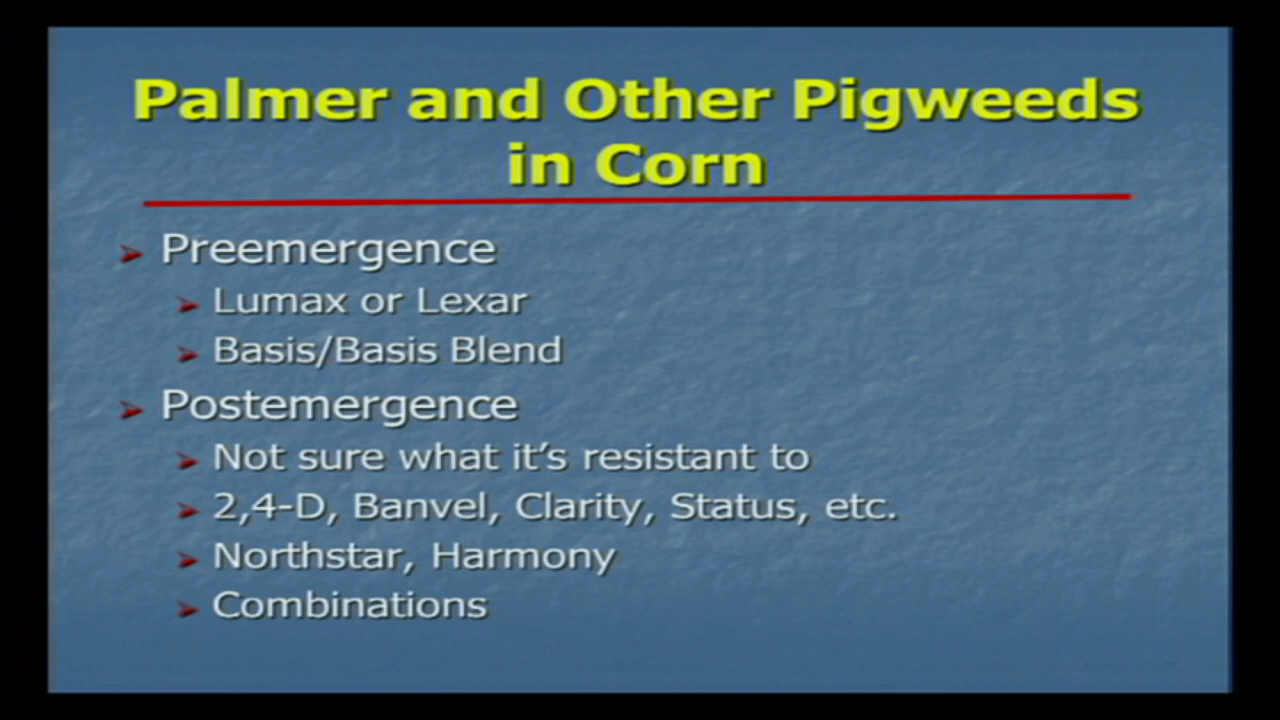 Palmer and Other Pigweeds
in Corn
Preemergence
Lumax or Lexar
Basis/Basis Blend
Postemergence
Not sure what it’s resistant to
2,4-D, Banvel, Clarity, Status, etc.
Northstar, Harmony
Combinations